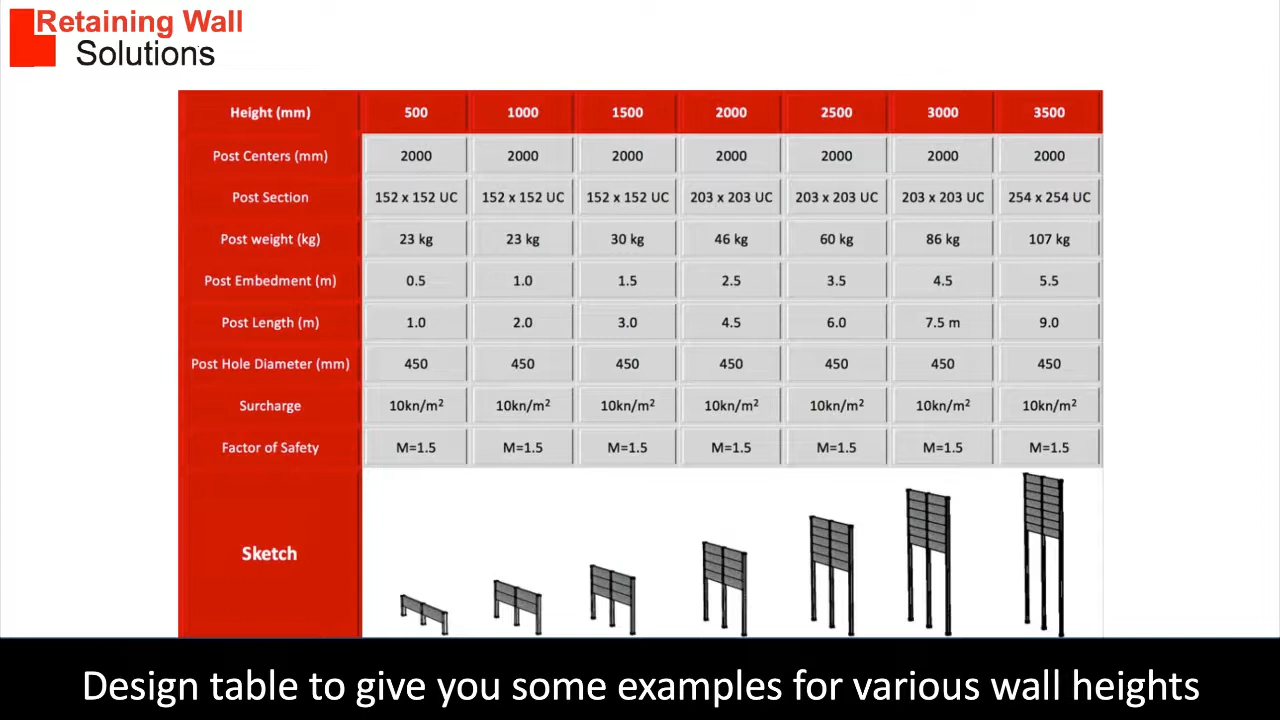 Retaining Wall
Solutions
Height (mm) 500 1000 1500 2000 2500 3000 3500
Post Centers (mm) 2000 2000 2000 2000 2000 2000 2000
Post Section 152 x 152 UC 152 x 152 UC 152 x 152 UC 203 x 203 UC 203 x 203 UC 203 x 203 UC 254 x 254 UC
Post weight (kg) 23 kg 23 kg 30 kg 46 kg 60 kg 86 kg 107 kg
Post Embedment (m) 0.5 1.0 1.5 2.5 3.5 4.5 5.5
Post Length (m) 1.0 2.0 3.0 4.5 6.0 7.5 m 9.0
Post Hole Diameter (mm) 450 450 450 450 450 450 450
Surcharge 10kn/m² 10kn/m² 10kn/m² 10kn/m² 10kn/m² 10kn/m² 10kn/m²
Factor of Safety M=1.5 M=1.5 M=1.5 M=1.5 M=1.5 M=1.5 M=1.5
Sketch
Design table to give you some examples for various wall heights